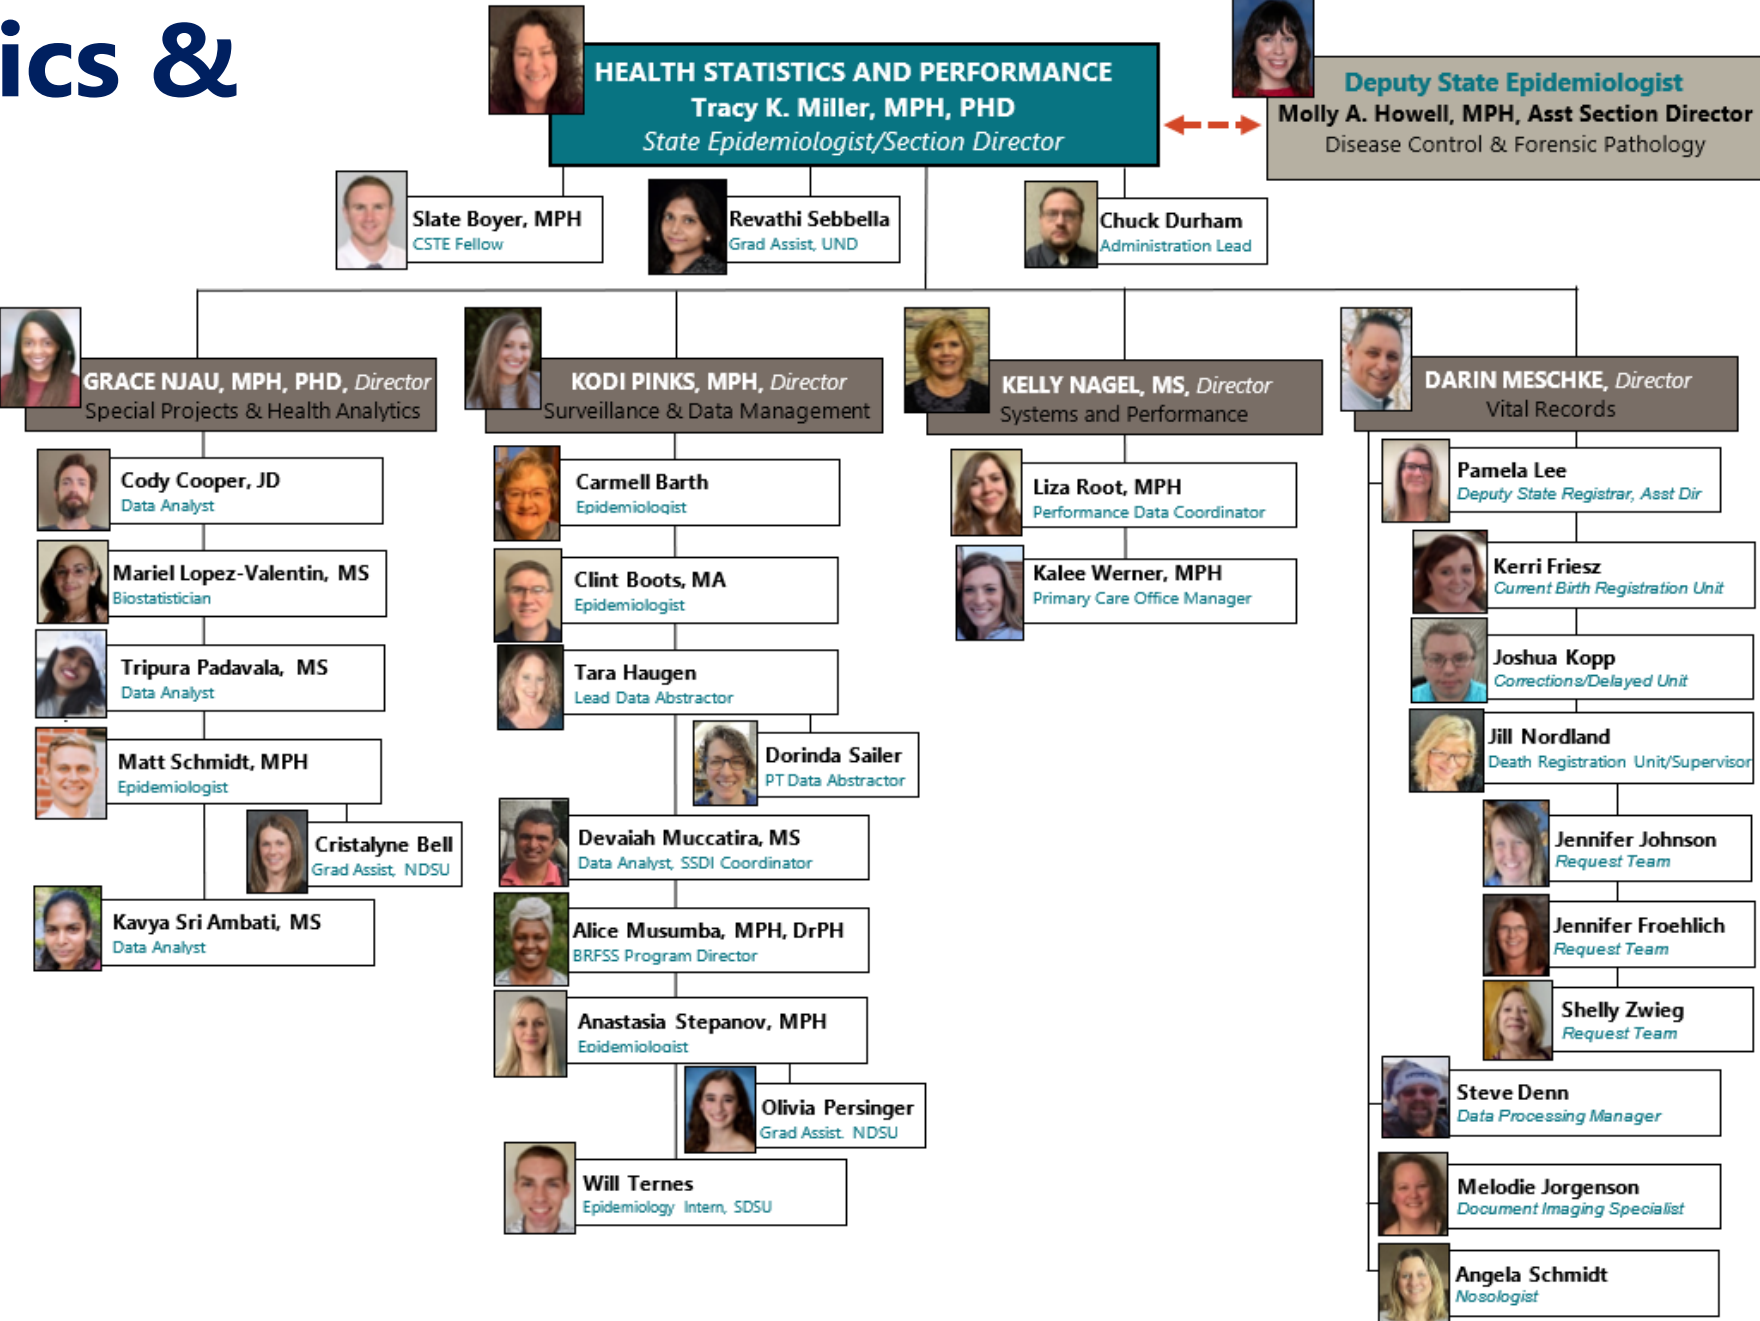 ics &
HEALTH STATISTICS AND PERFORMANCE
Tracy K. Miller, MPH, PHD
State Epidemiologist/Section Director
Deputy State Epidemiologist
Molly A. Howell, MPH, Asst Section Director
Disease Control & Forensic Pathology
Slate Boyer, MPH
CSTE Fellow
Revathi Sebbella
Grad Assist, UND
Chuck Durham
Administration Lead
GRACE NJAU, MPH, PHD, Director
Special Projects & Health Analytics
Cody Cooper, JD
Data Analyst
Mariel Lopez-Valentin, MS
Biostatistician
Tripura Padavala, MS
Data Analyst
Matt Schmidt, MPH
Epidemiologist
Cristalyne Bell
Grad Assist, NDSU
Kavya Sri Ambati, MS
Data Analyst
KODI PINKS, MPH, Director
Surveillance & Data Management
Carmell Barth
Epidemiologist
Clint Boots, MA
Epidemiologist
Tara Haugen
Lead Data Abstractor
Dorinda Sailer
PT Data Abstractor
Devaiah Muccatira, MS
Data Analyst, SSDI Coordinator
Alice Musumba, MPH, DrPH
BRFSS Program Director
Anastasia Stepanov, MPH
Epidemiologist
Olivia Persinger
Grad Assist. NDSU
Will Ternes
Epidemiology Intern, SDSU
KELLY NAGEL, MS, Director
Systems and Performance
Liza Root, MPH
Performance Data Coordinator
Kalee Werner, MPH
Primary Care Office Manager
DARIN MESCHKE, Director
Vital Records
Pamela Lee
Deputy State Registrar, Asst Dir
Kerri Friesz
Current Birth Registration Unit
Joshua Kopp
Corrections/Delayed Unit
Jill Nordland
Death Registration Unit/Supervisor
Jennifer Johnson
Request Team
Jennifer Froehlich
Request Team
Shelly Zwieg
Request Team
Steve Denn
Data Processing Manager
Melodie Jorgenson
Document Imaging Specialist
Angela Schmidt
Nosologist